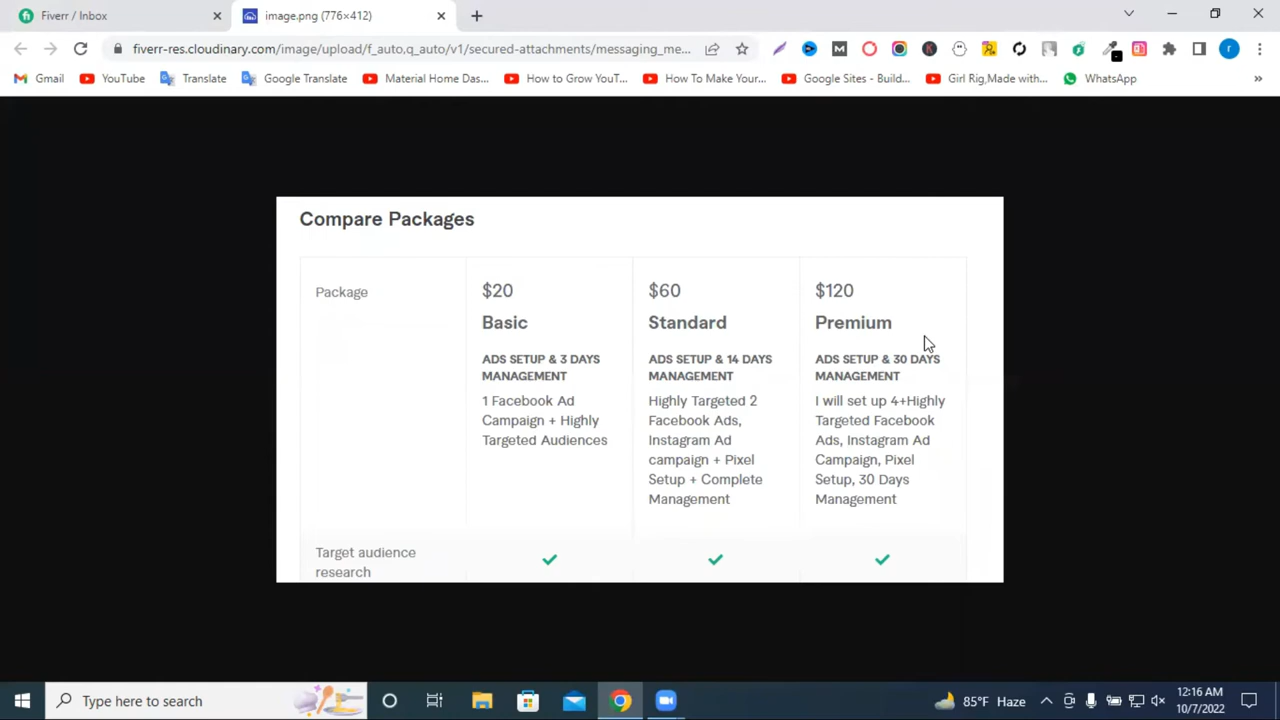 Fiverr / Inbox
image.png (776×412)
fiverr-res.cloudinary.com/image/upload/f_auto,q_auto/v1/secured-attachments/messaging_me...
Gmail YouTube Translate Google Translate Material Home Das... How to Grow YouT... How To Make Your... Google Sites - Build... Girl Rig,Made with... WhatsApp »
Compare Packages
Package
$20
Basic
ADS SETUP & 3 DAYS
MANAGEMENT
1 Facebook Ad
Campaign + Highly
Targeted Audiences
$60
Standard
ADS SETUP & 14 DAYS
MANAGEMENT
Highly Targeted 2
Facebook Ads,
Instagram Ad
campaign + Pixel
Setup + Complete
Management
$120
Premium
ADS SETUP & 30 DAYS
MANAGEMENT
I will set up 4+Highly
Targeted Facebook
Ads, Instagram Ad
Campaign, Pixel
Setup, 30 Days
Management
Target audience
research
Type here to search
85°F Haze
12:16 AM
10/7/2022